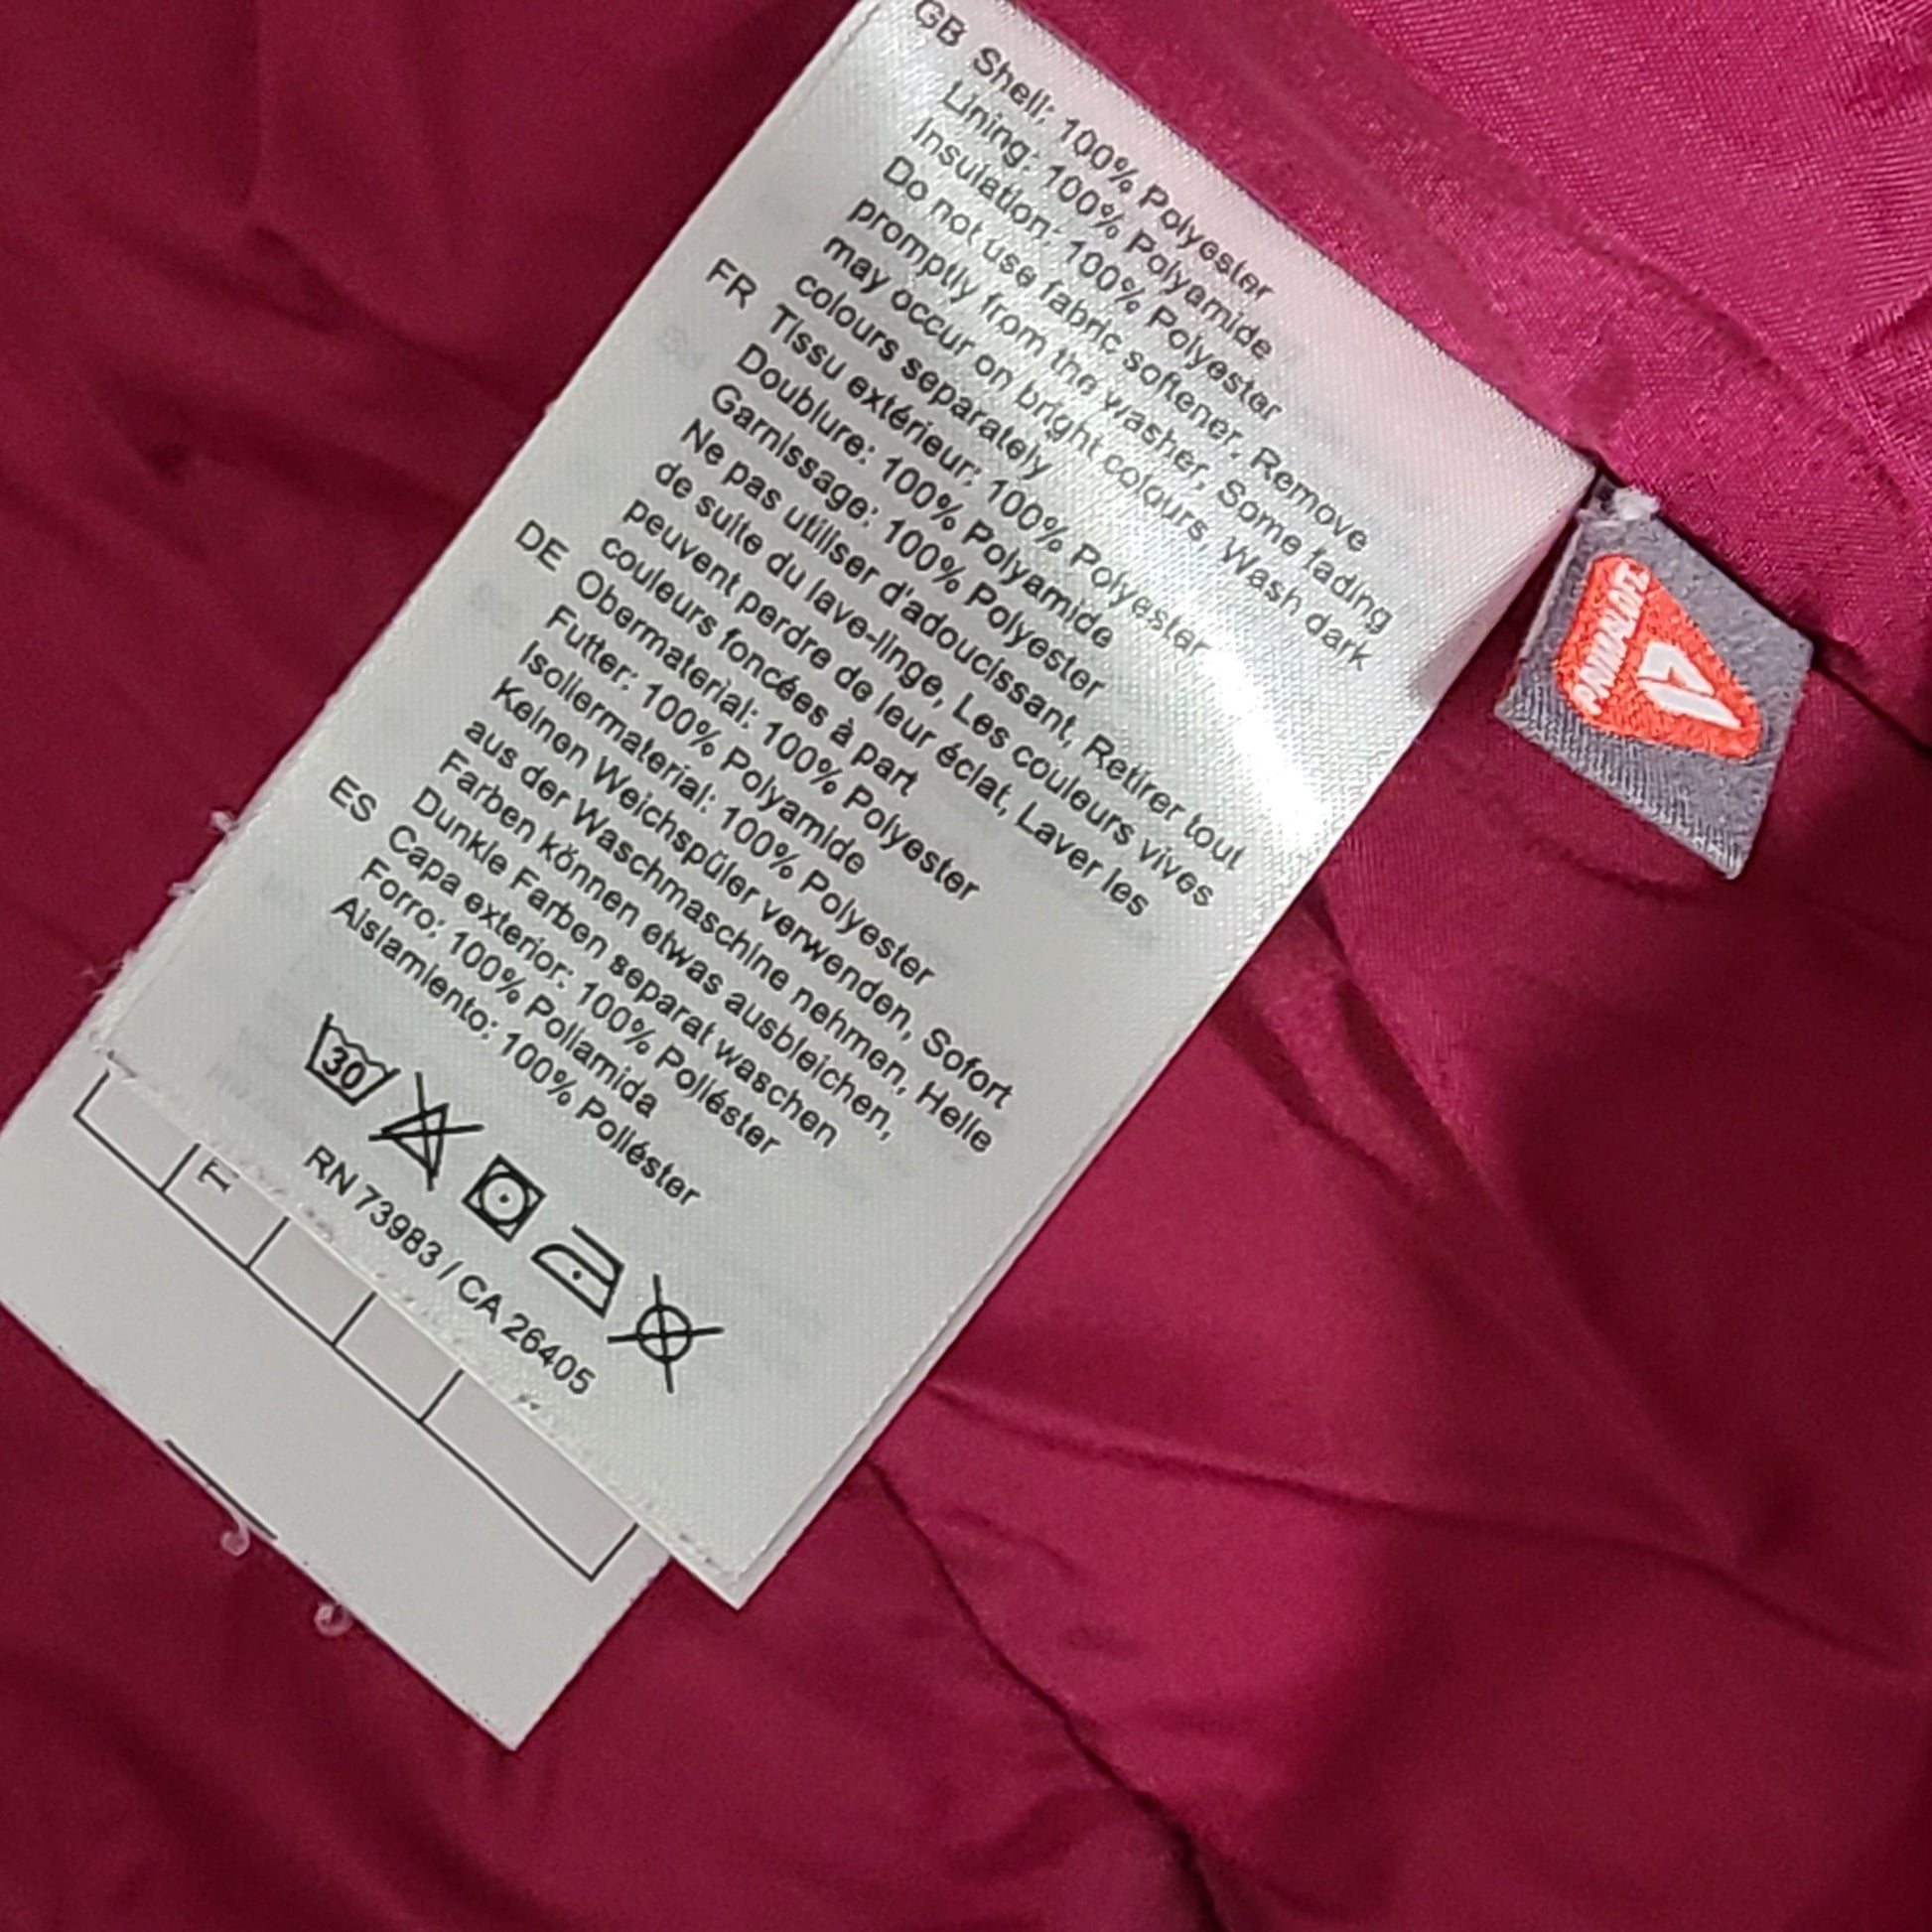 GB Shell: 100% Polyester
Lining: 100% Polyamide
Insulation: 100% Polyester
Do not use fabric softener, Remove
promptly from the washer, Some fading
may occur on bright colours, Wash dark
colours separately
FR Tissu extérieur: 100% Polyester
Doublure: 100% Polyamide
Garnissage: 100% Polyester
Ne pas utiliser d'adoucissant, Retirer tout
de suite du lave-linge, Les couleurs vives
peuvent perdre de leur éclat, Laver les
couleurs foncées à part
DE Obermaterial: 100% Polyester
Futter: 100% Polyamide
Isoliermaterial: 100% Polyester
Keinen Weichspüler verwenden, Sofort
aus der Waschmaschine nehmen, Helle
Farben können etwas ausbleichen,
Dunkle Farben separat waschen
ES Capa exterior: 100% Poliéster
Forro: 100% Poliamida
Aislamiento: 100% Poliéster
30
RN 73983 / CA 26405
PRIMALOFT